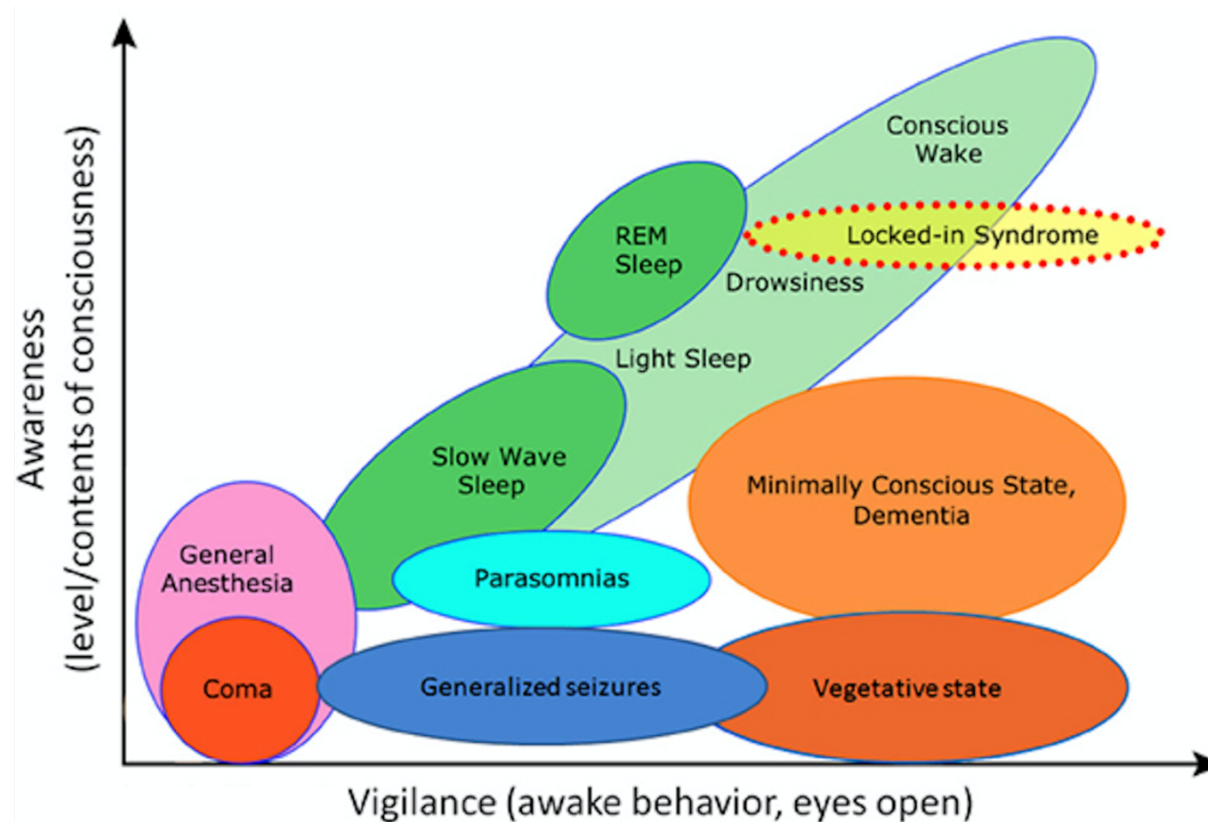 Awareness
(level/contents of consciousness)
Conscious
Wake
REM
Sleep
Locked-in Syndrome
Drowsiness
Light Sleep
Slow Wave
Sleep
Minimally Conscious State,
Dementia
General
Anesthesia
Parasomnias
Coma
Generalized seizures
Vegetative state
Vigilance (awake behavior, eyes open)